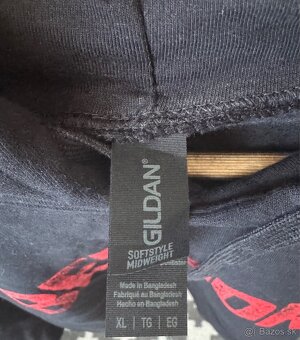 GILDAN®
SOFTSTYLE
MIDWEIGHT
Made in Bangladesh
Fabriqué au Bangladesh
Hecho en Bangladesh
XL | TG | EG
Bazos.sk